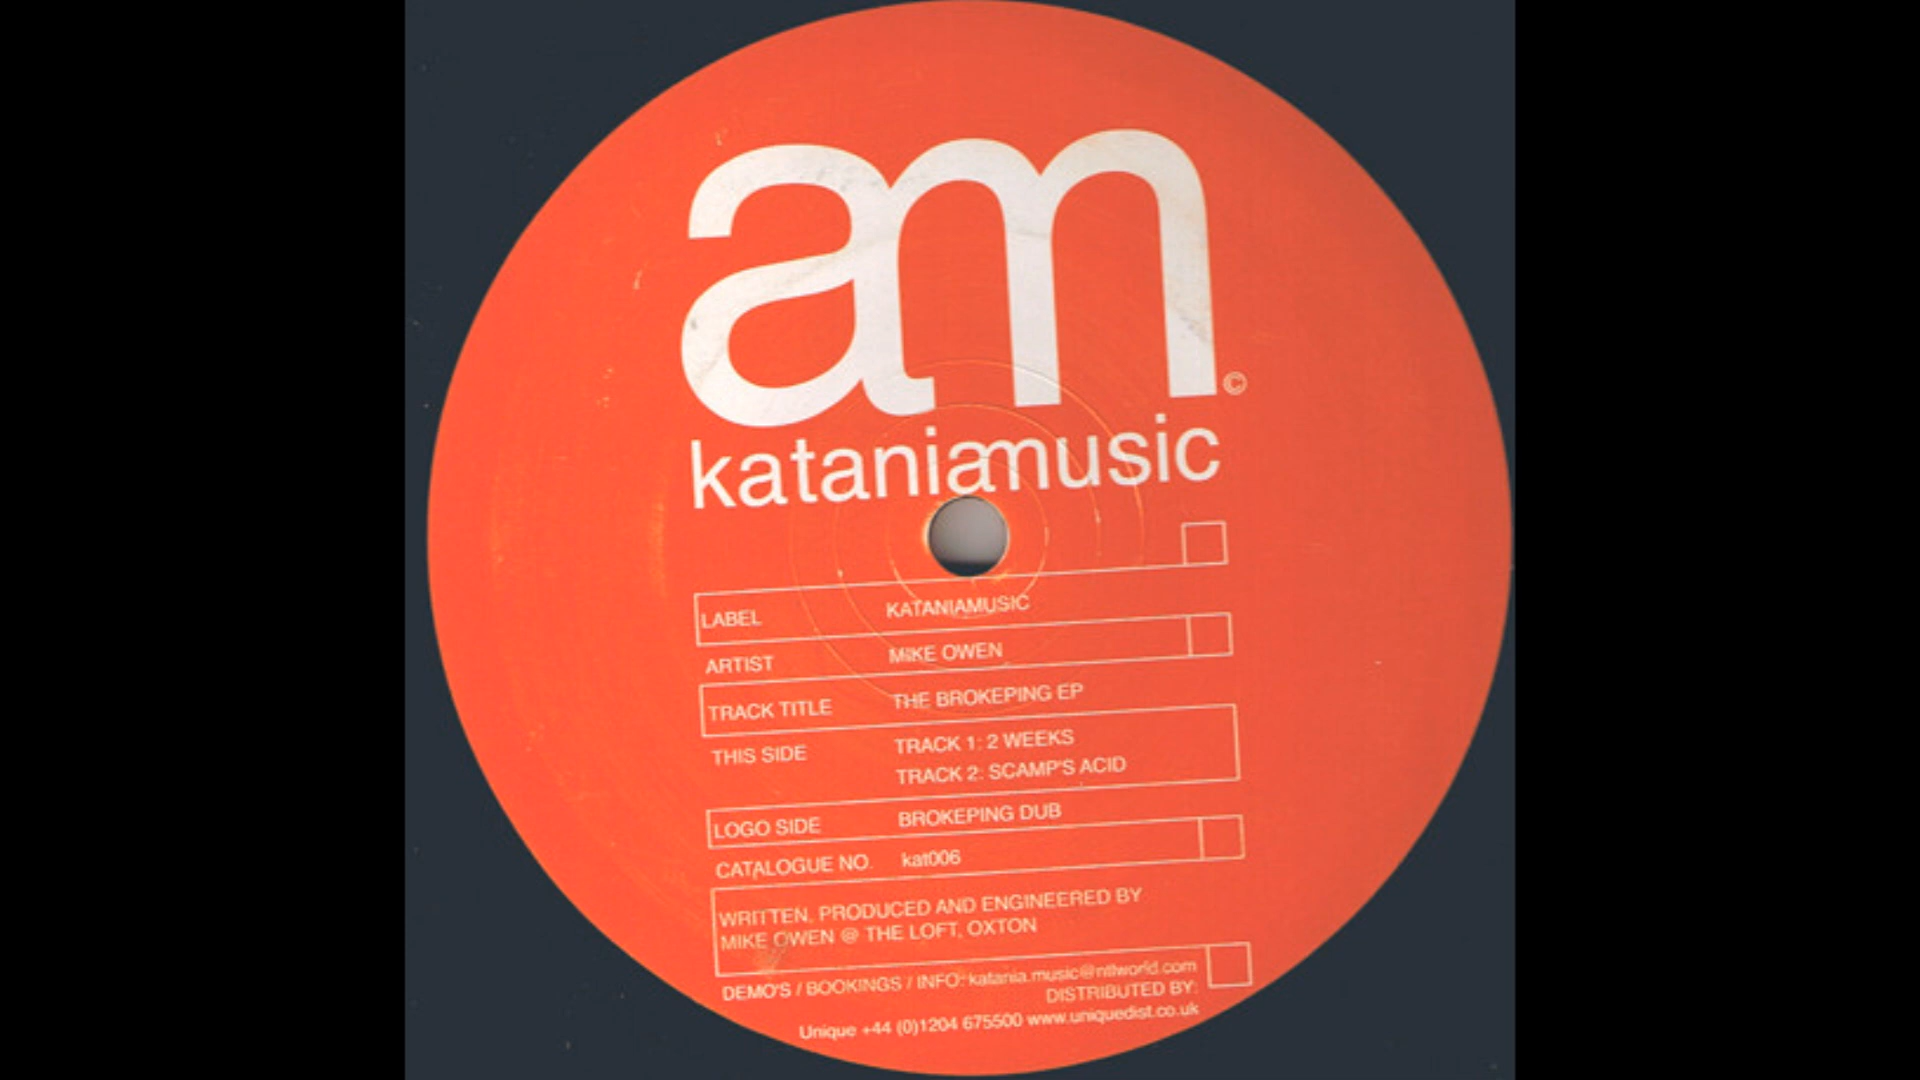 am
©
kataniamusic
LABEL KATANIAMUSIC
ARTIST MIKE OWEN
TRACK TITLE THE BROKEPING EP
THIS SIDE TRACK 1: 2 WEEKS
TRACK 2: SCAMP'S ACID
LOGO SIDE BROKEPING DUB
CATALOGUE NO. kat006
WRITTEN, PRODUCED AND ENGINEERED BY
MIKE OWEN @ THE LOFT, OXTON
DEMO'S / BOOKINGS / INFO: katania.music@ntlworld.com
DISTRIBUTED BY:
Unique +44 (0)1204 675500 www.uniquedist.co.uk